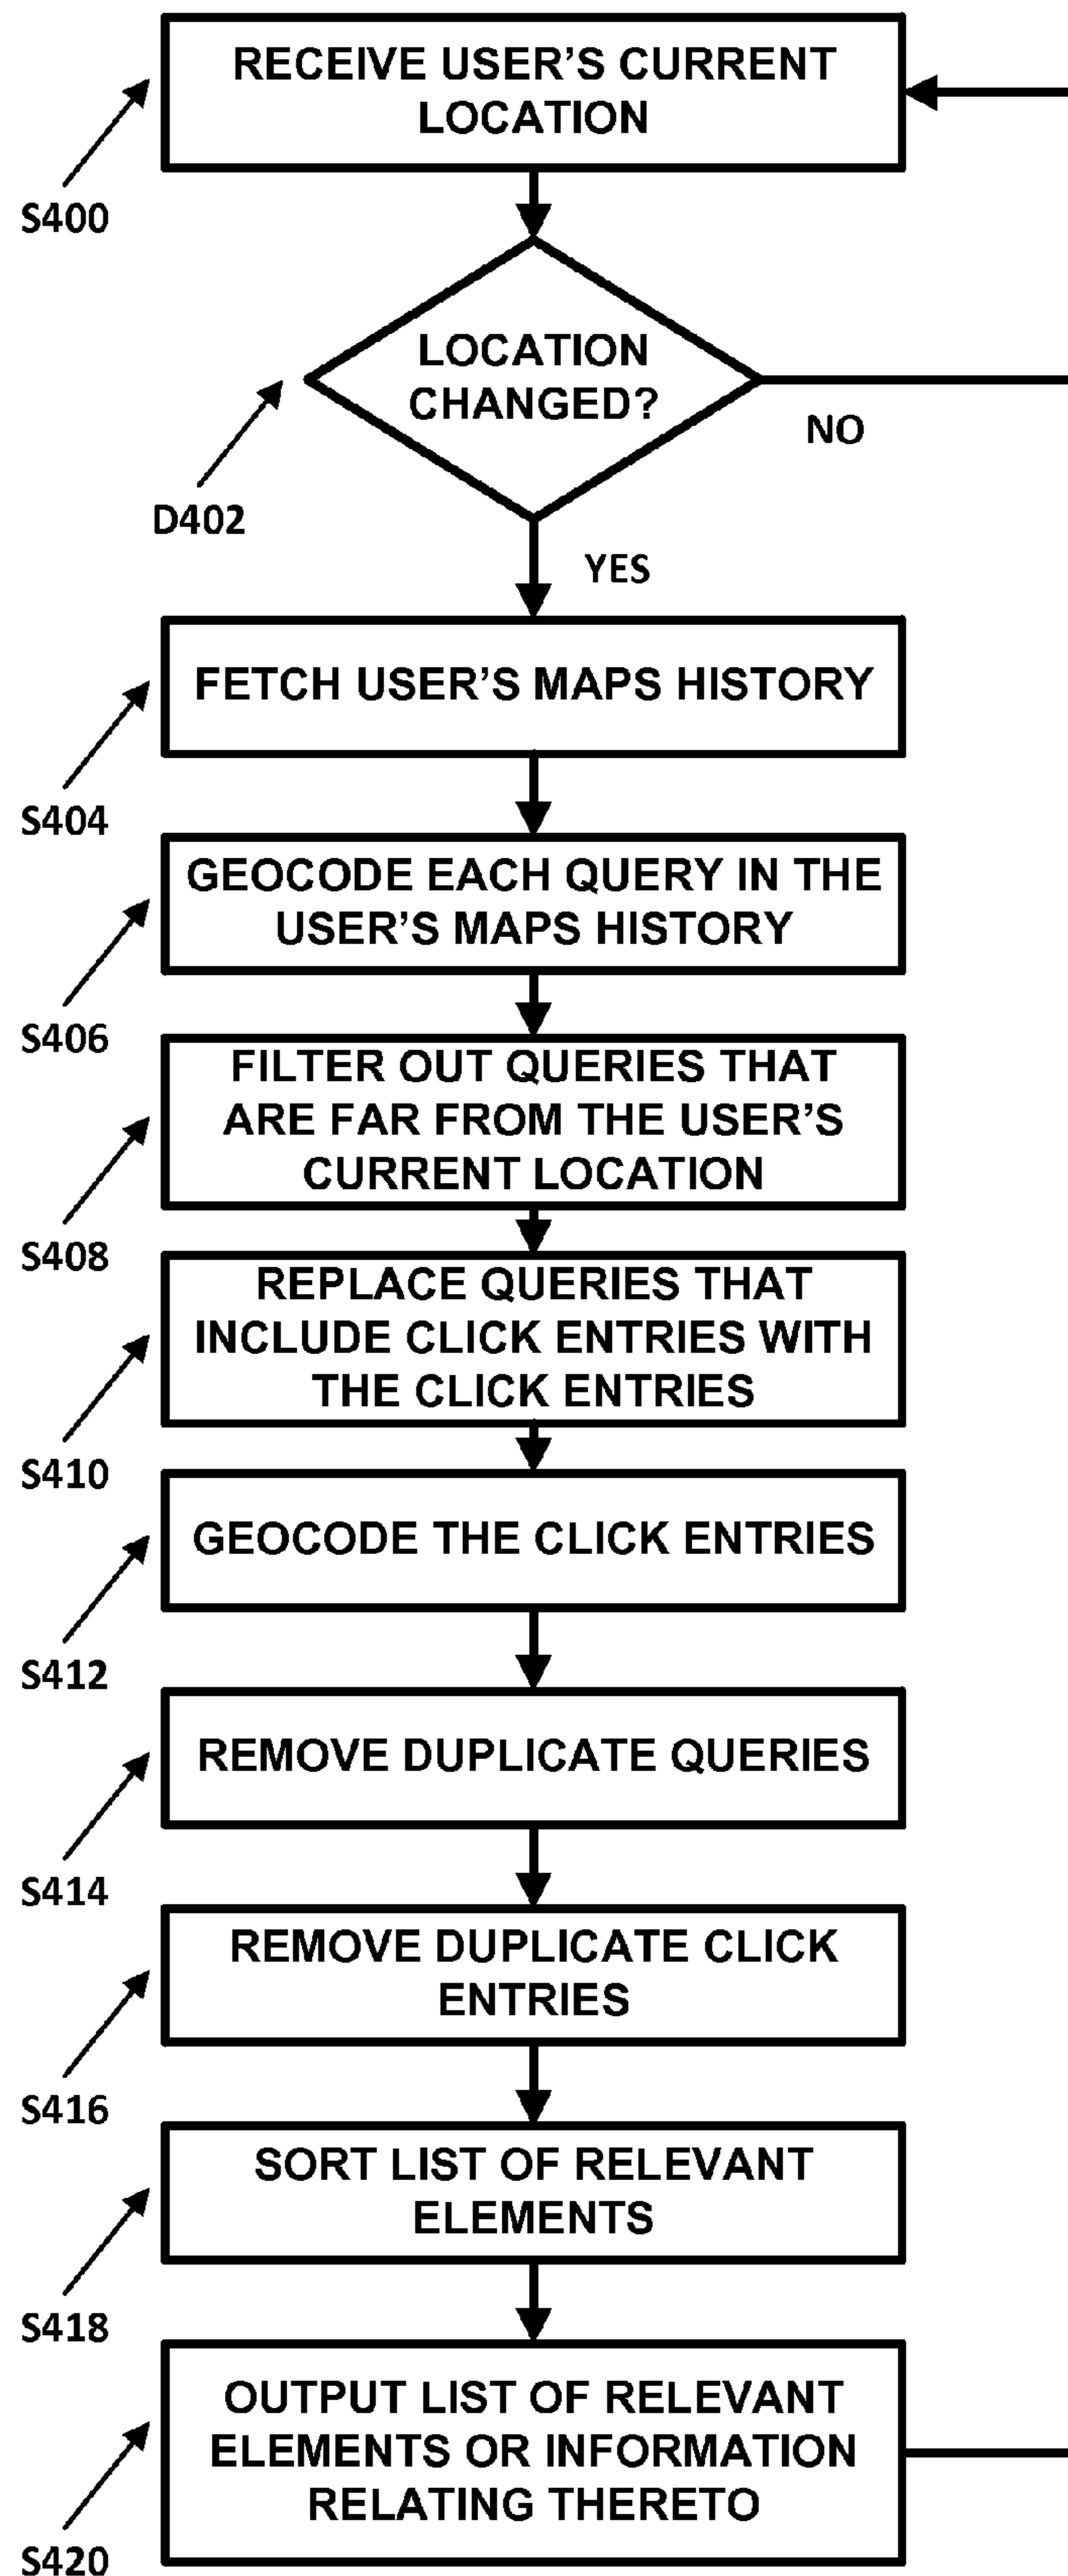 RECEIVE USER'S CURRENT
LOCATION
S400
LOCATION
CHANGED?
NO
D402
YES
FETCH USER'S MAPS HISTORY
S404
GEOCODE EACH QUERY IN THE
USER'S MAPS HISTORY
S406
FILTER OUT QUERIES THAT
ARE FAR FROM THE USER'S
CURRENT LOCATION
S408
REPLACE QUERIES THAT
INCLUDE CLICK ENTRIES WITH
THE CLICK ENTRIES
S410
GEOCODE THE CLICK ENTRIES
S412
REMOVE DUPLICATE QUERIES
S414
REMOVE DUPLICATE CLICK
ENTRIES
S416
SORT LIST OF RELEVANT
ELEMENTS
S418
OUTPUT LIST OF RELEVANT
ELEMENTS OR INFORMATION
RELATING THERETO
S420